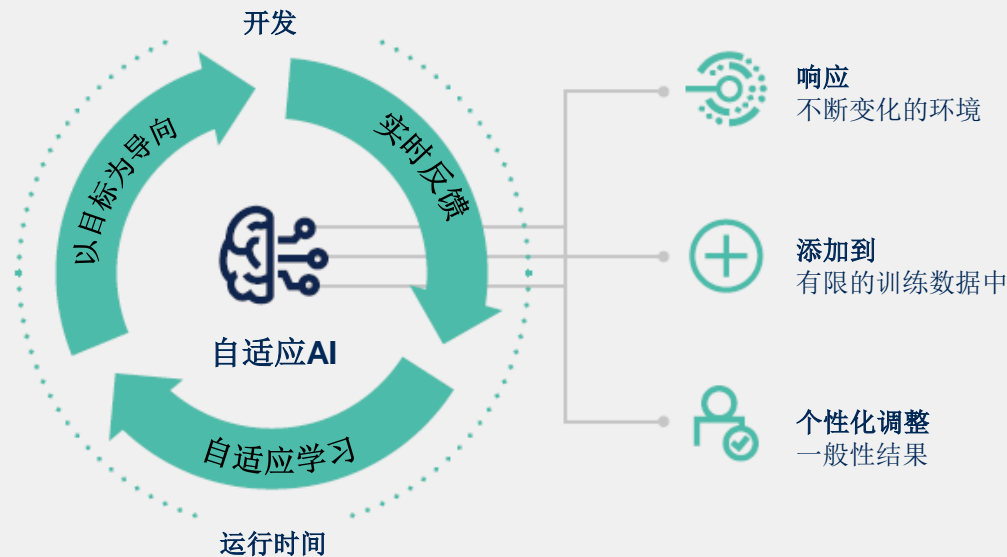 开发
以目标为导向
实时反馈
自适应AI
自适应学习
运行时间
响应
不断变化的环境
添加到
有限的训练数据中
个性化调整
一般性结果